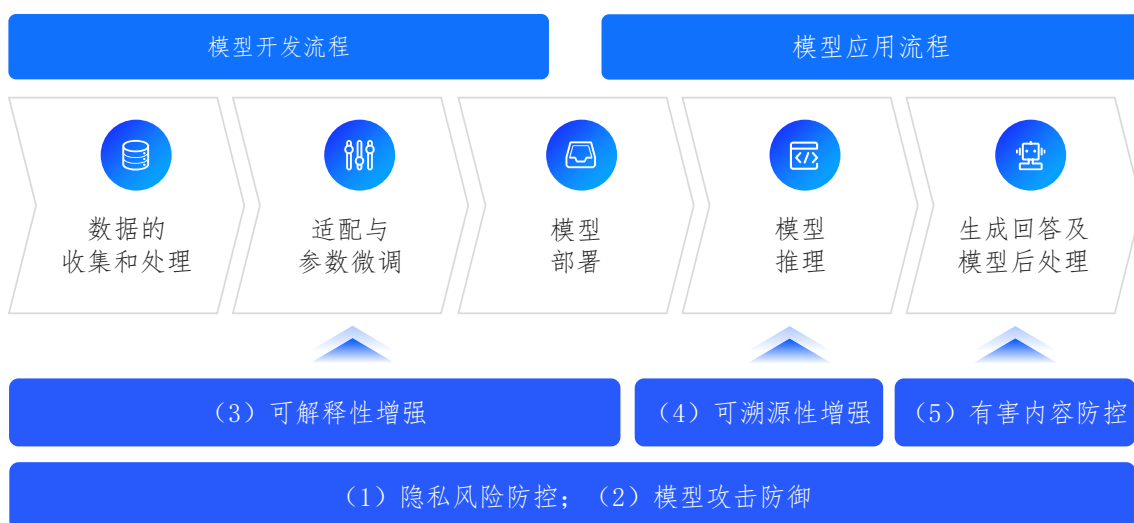 模型开发流程
模型应用流程
数据的
收集和处理
适配与
参数微调
模型
部署
模型
推理
生成回答及
模型后处理
（3）可解释性增强
（4）可溯源性增强
（5）有害内容防控
（1）隐私风险防控；（2）模型攻击防御